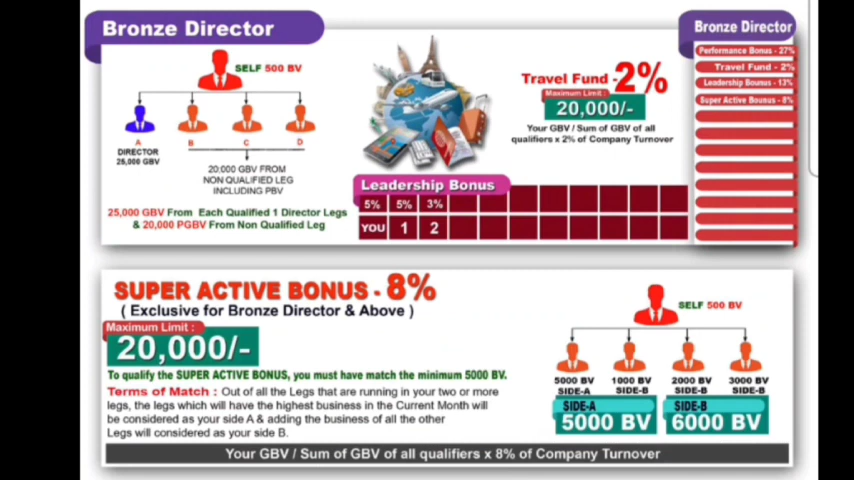 Bronze Director
SELF 500 BV
A
B
C
D
DIRECTOR
25,000 GBV
20,000 GBV FROM
NON QUALIFIED LEG
INCLUDING PBV
25,000 GBV From Each Qualified 1 Director Legs
& 20,000 PGBV From Non Qualified Leg
Travel Fund -2%
Maximum Limit :
20,000/-
Your GBV / Sum of GBV of all
qualifiers x 2% of Company Turnover
Leadership Bonus
5% 5% 3%
YOU 1 2
Bronze Director
Performance Bonus - 27%
Travel Fund - 2%
Leadership Bounus - 13%
Super Active Bounus - 8%
SUPER ACTIVE BONUS - 8%
( Exclusive for Bronze Director & Above )
Maximum Limit :
20,000/-
To qualify the SUPER ACTIVE BONUS, you must have match the minimum 5000 BV.
Terms of Match : Out of all the Legs that are running in your two or more
legs, the legs which will have the highest business in the Current Month will
be considered as your side A & adding the business of all the other
Legs will considered as your side B.
SELF 500 BV
5000 BV 1000 BV 2000 BV 3000 BV
SIDE-A SIDE-B SIDE-B SIDE-B
SIDE-A
5000 BV
SIDE-B
6000 BV
Your GBV / Sum of GBV of all qualifiers x 8% of Company Turnover